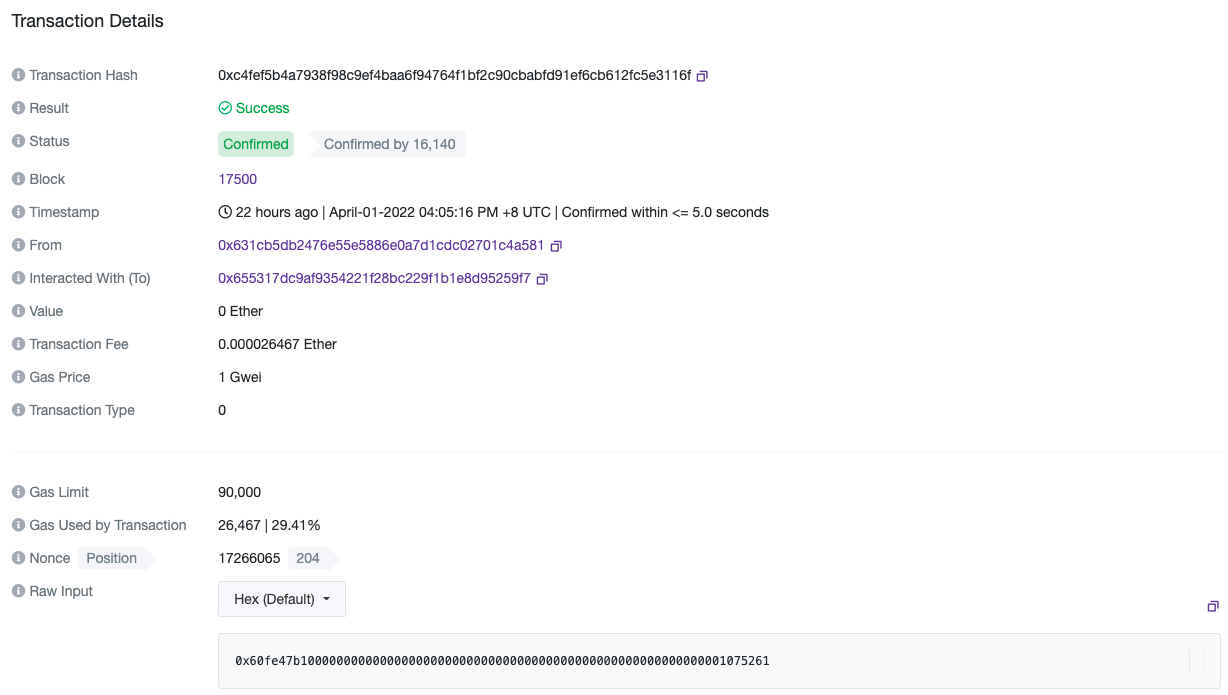 Transaction Details
Transaction Hash 0xc4fef5b4a7938f98c9ef4baa6f94764f1bf2c90cbabfd91ef6cb612fc5e3116f
Result Success
Status Confirmed Confirmed by 16,140
Block 17500
Timestamp 22 hours ago | April-01-2022 04:05:16 PM +8 UTC | Confirmed within <= 5.0 seconds
From 0x631cb5db2476e55e5886e0a7d1cdc02701c4a581
Interacted With (To) 0x655317dc9af9354221f28bc229f1b1e8d95259f7
Value 0 Ether
Transaction Fee 0.000026467 Ether
Gas Price 1 Gwei
Transaction Type 0
Gas Limit 90,000
Gas Used by Transaction 26,467 | 29.41%
Nonce Position 17266065 204
Raw Input Hex (Default)
0x60fe47b10000000000000000000000000000000000000000000000000000000001075261